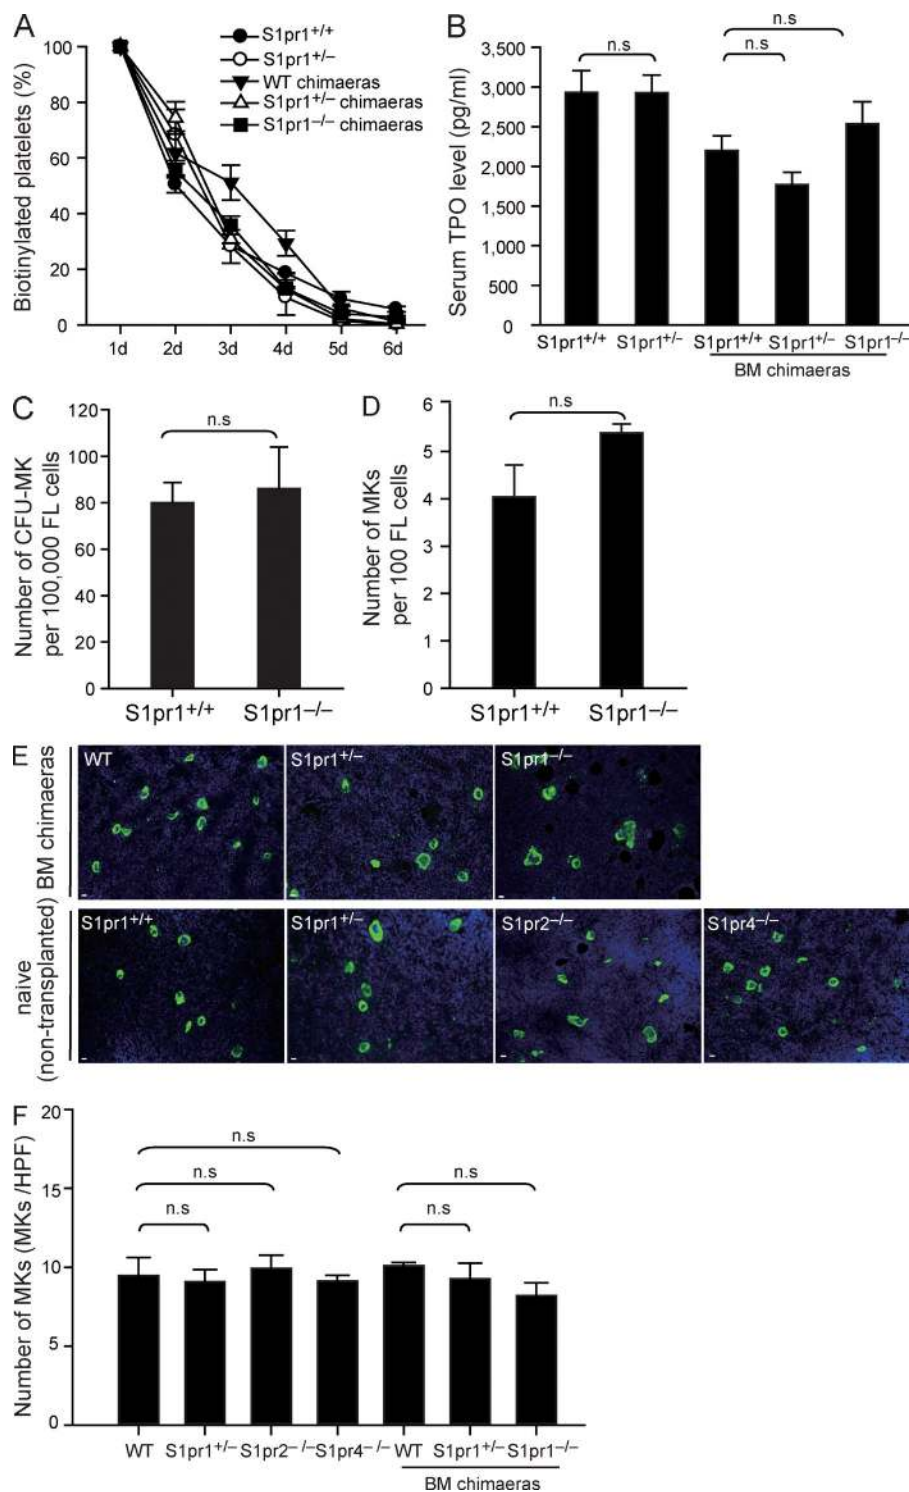 A
Biotinylated platelets (%)
100
80
60
40
20
0
1d 2d 3d 4d 5d 6d
S1pr1+/+
S1pr1+/–
WT chimaeras
S1pr1+/– chimaeras
S1pr1–/– chimaeras
B
Serum TPO level (pg/ml)
3,500
3,000
2,500
2,000
1,500
1,000
500
0
n.s
n.s
n.s
S1pr1+/+ S1pr1+/– S1pr1+/+ S1pr1+/– S1pr1–/–
BM chimaeras
C
Number of CFU-MK
per 100,000 FL cells
120
100
80
60
40
20
0
n.s
S1pr1+/+ S1pr1–/–
D
Number of MKs
per 100 FL cells
6
5
4
3
2
1
0
n.s
S1pr1+/+ S1pr1–/–
E
BM chimaeras
WT S1pr1+/– S1pr1–/–
naive
(non-transplanted)
S1pr1+/+ S1pr1+/– S1pr2–/– S1pr4–/–
F
Number of MKs (MKs /HPF)
20
15
10
5
0
n.s
n.s
n.s
n.s
n.s
WT S1pr1+/– S1pr2–/– S1pr4–/– WT S1pr1+/– S1pr1–/–
BM chimaeras